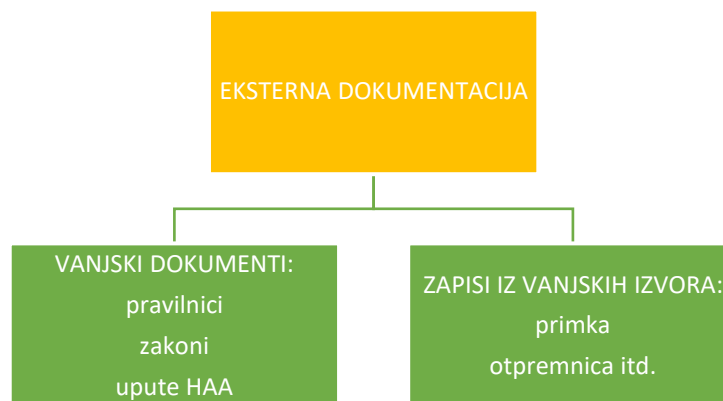 EKSTERNA DOKUMENTACIJA
VANJSKI DOKUMENTI:
pravilnici
zakoni
upute HAA
ZAPISI IZ VANJSKIH IZVORA:
primka
otpremnica itd.